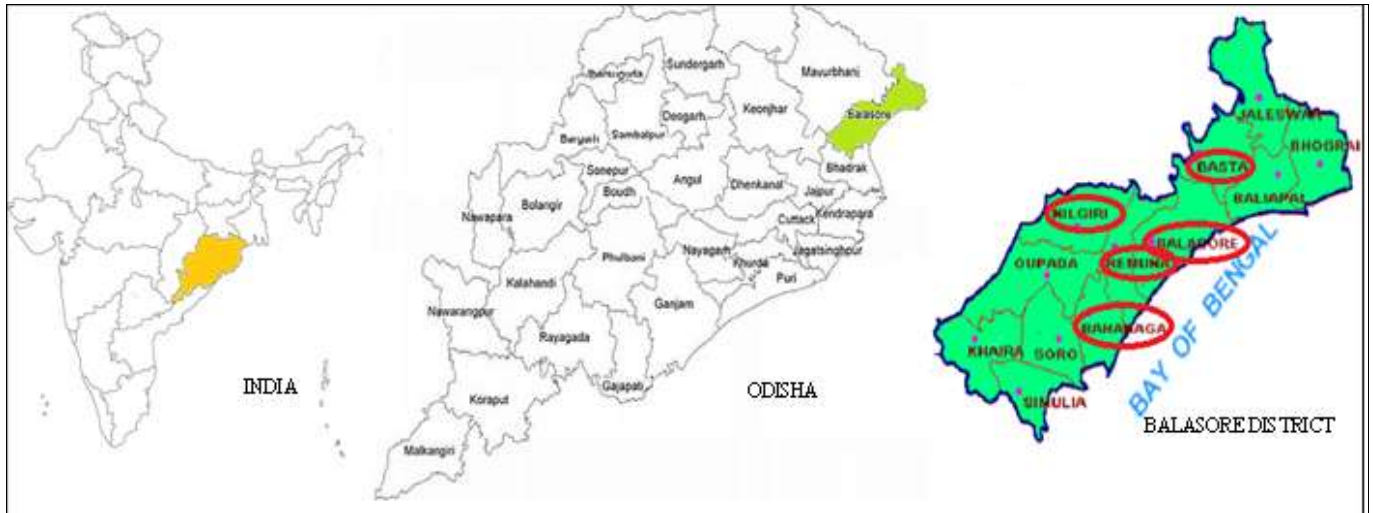 INDIA
Sundergarh
Mavurbhanj
Jharsuguda
Keonjhar
Deogarh
Balasore
Bargarh
Sambalpur
Bhadrak
Sonepur
Angul
Dhenkanal
Jajpur
Boudh
Bolangir
Nawapara
Cuttack
Kendrapara
Nayagarh
Jagatsinghpur
Khurda
Phulbani
Puri
Kalahandi
Ganjam
Nawarangpur
Rayagada
Gajapati
Koraput
Malkangiri
ODISHA
JALESWAR
BHOGRAI
BASTA
BALIAPAL
NILGIRI
BALASORE
REMUNA
OUPADA
BAHANAGA
KHAIRA
SORO
SIMULIA
BAY OF BENGAL
BALASORE DISTRICT